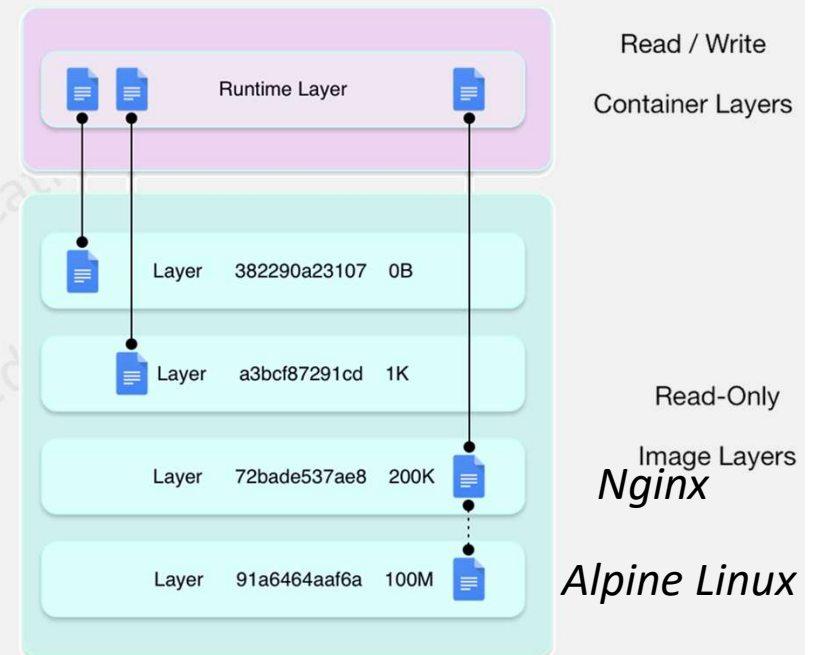 Read / Write
Runtime Layer
Container Layers
Layer 382290a23107 0B
Layer a3bcf87291cd 1K
Read-Only
Image Layers
Layer 72bade537ae8 200K
Nginx
Layer 91a6464aaf6a 100M
Alpine Linux